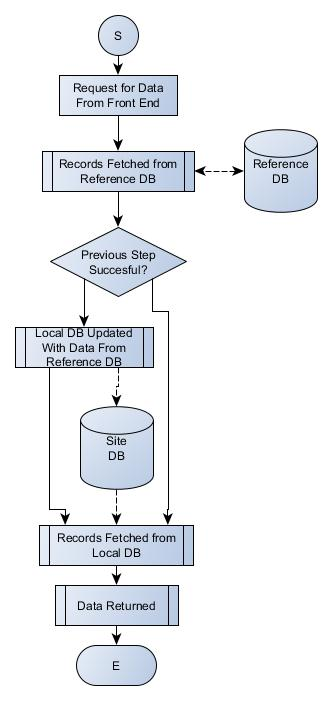 S
Request for Data
From Front End
Records Fetched from
Reference DB
Reference
DB
Previous Step
Succesful?
Local DB Updated
With Data From
Reference DB
Site
DB
Records Fetched from
Local DB
Data Returned
E